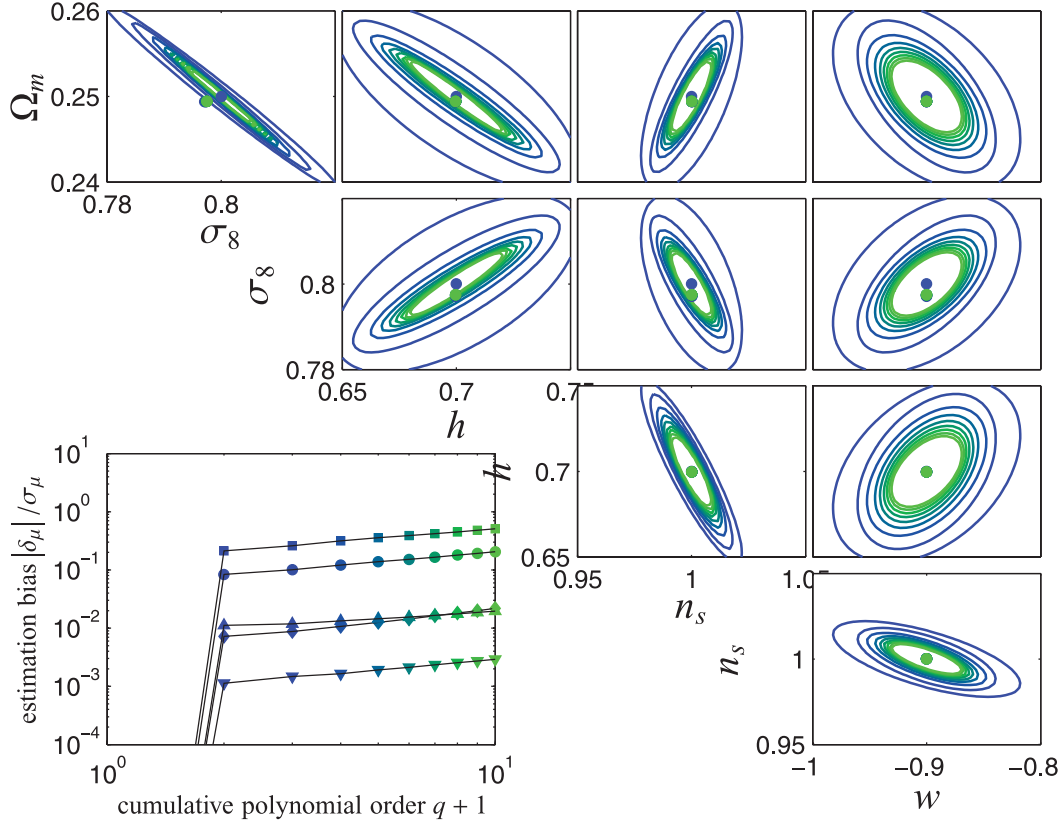 0.26
Ωm
0.25
0.24
0.78 0.8
σ8
σ8
0.8
0.78
0.65 0.7 0.75
h
h
0.7
0.65
0.95 1 1.05
ns
ns
1
0.95
-1 -0.9 -0.8
w
estimation bias |δμ|/σμ
10^1
10^0
10^-1
10^-2
10^-3
10^-4
10^0 10^1
cumulative polynomial order q + 1